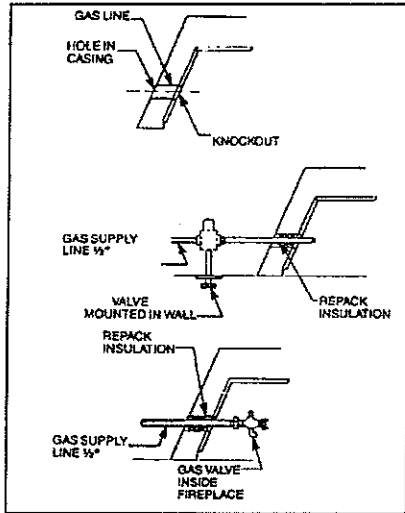 GAS LINE
HOLE IN
CASING
KNOCKOUT
GAS SUPPLY
LINE ½"
VALVE
MOUNTED IN WALL
REPACK
INSULATION
REPACK
INSULATION
GAS SUPPLY
LINE ½"
GAS VALVE
INSIDE
FIREPLACE